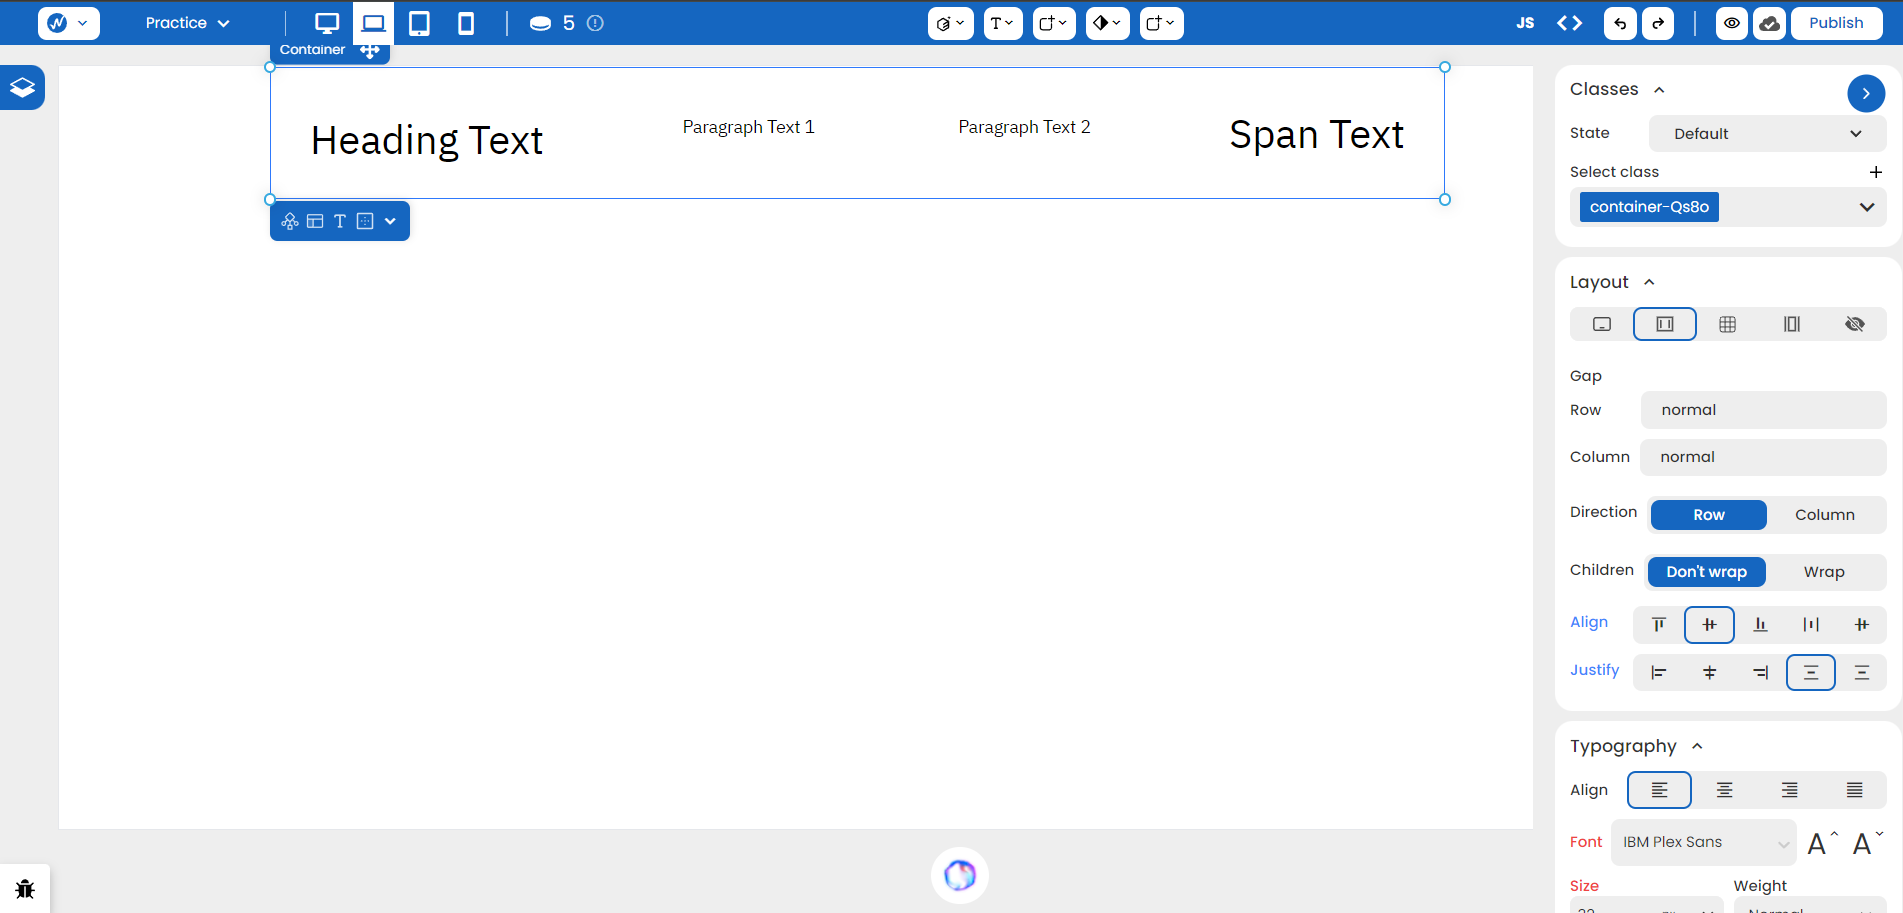 Practice
5
JS
Publish
Container
Heading Text
Paragraph Text 1
Paragraph Text 2
Span Text
Classes
State
Default
Select class
container-Qs8o
Layout
Gap
Row
normal
Column
normal
Direction
Row
Column
Children
Don't wrap
Wrap
Align
Justify
Typography
Align
Font
IBM Plex Sans
Size
Weight
Normal